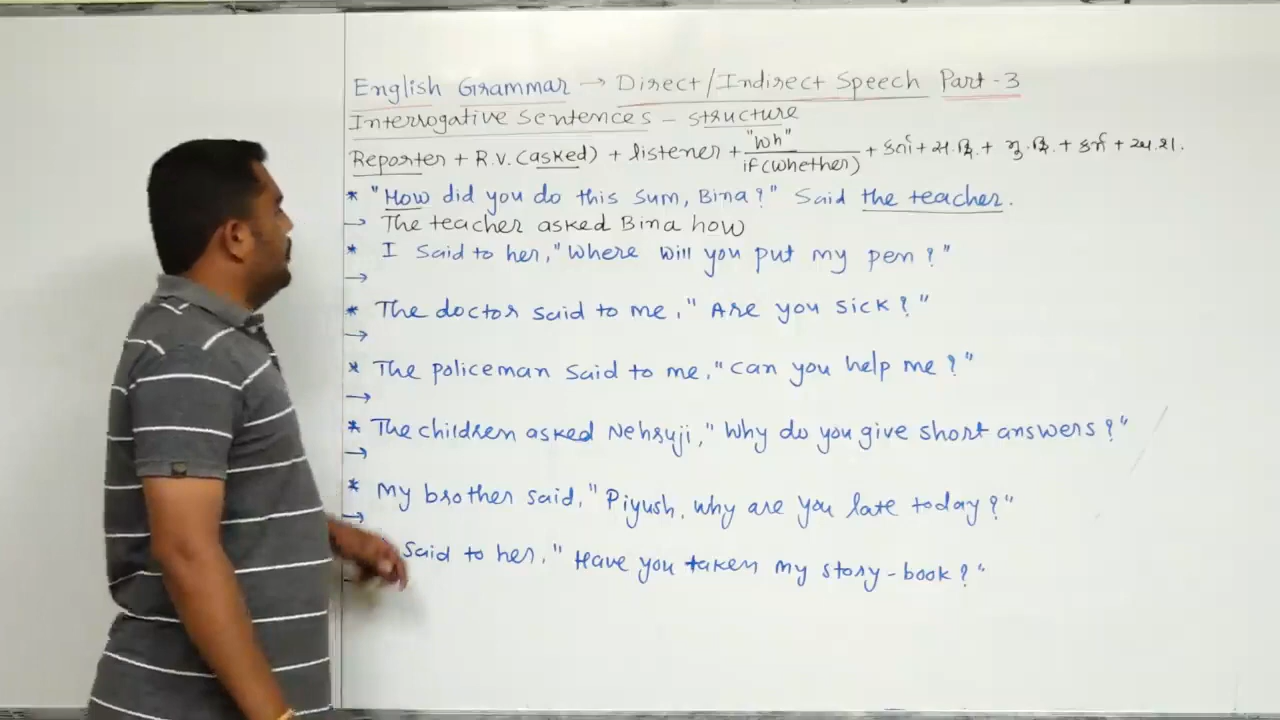 English Grammar → Direct/Indirect Speech Part-3
Interrogative Sentences - structure
Reporter + R.V. (asked) + listener + "Wh" / if(whether) + કર્તા + સ.ક્રિ. + મુ.ક્રિ. + કર્મ + અ.શ.
* "How did you do this sum, Bina?" Said the teacher.
→ The teacher asked Bina how
* I Said to her, "Where will you put my pen?"
→
* The doctor said to me, "Are you sick?"
→
* The policeman Said to me, "Can you help me?"
→
* The children asked Nehruji, "Why do you give short answers?"
→
* My brother said, "Piyush, why are you late today?"
→
Said to her, "Have you taken my story-book?"